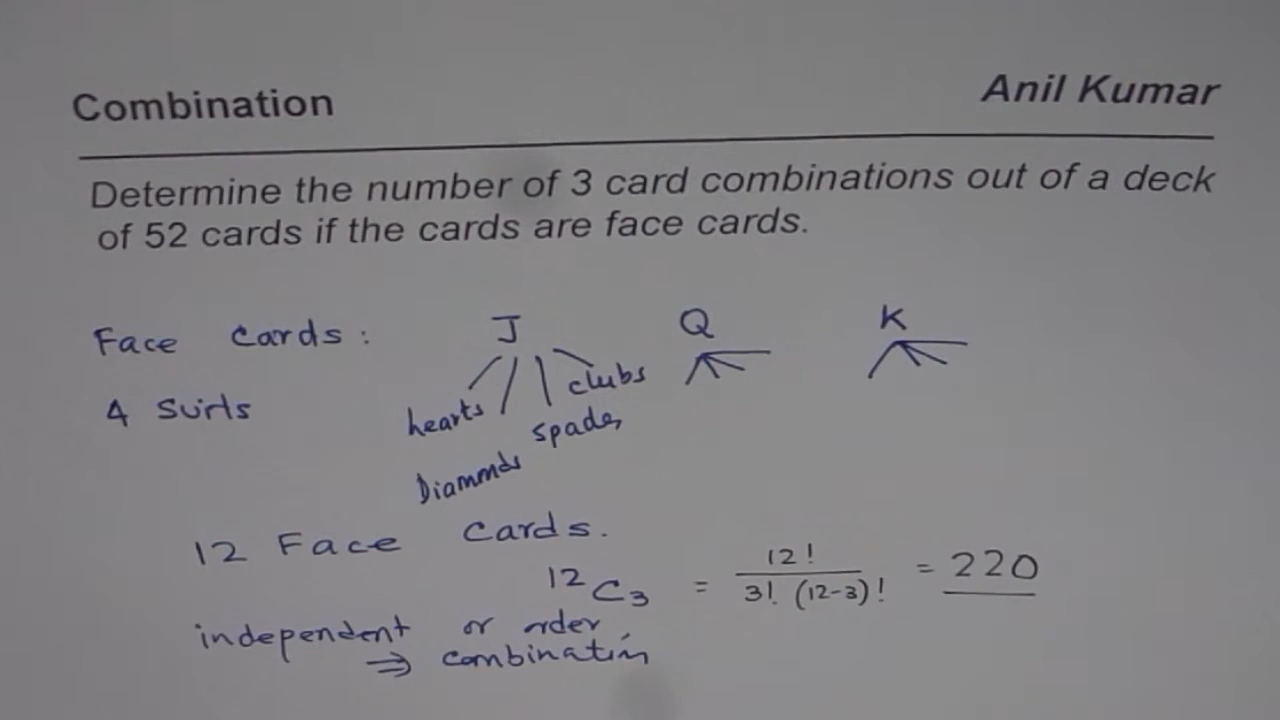 Combination
Anil Kumar
Determine the number of 3 card combinations out of a deck
of 52 cards if the cards are face cards.
Face Cards : J Q K
4 Suits
hearts clubs
Diamonds spades
12 Face Cards.
12C3 = 12! / 3! (12-3)! = 220
independent or order,
⇒ combination